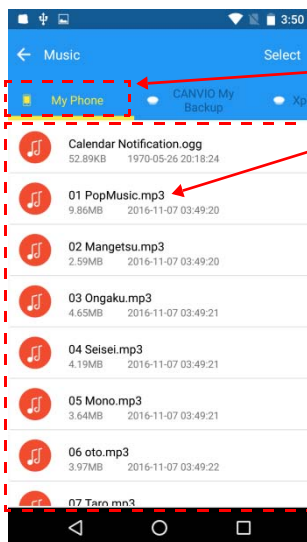 3:50
Music
Select
My Phone
CANVIO My
Backup
Xp
Calendar Notification.ogg
52.89KB 1970-05-26 20:18:24
01 PopMusic.mp3
9.86MB 2016-11-07 03:49:20
02 Mangetsu.mp3
2.59MB 2016-11-07 03:49:20
03 Ongaku.mp3
4.65MB 2016-11-07 03:49:21
04 Seisei.mp3
4.19MB 2016-11-07 03:49:21
05 Mono.mp3
3.64MB 2016-11-07 03:49:21
06 oto.mp3
3.97MB 2016-11-07 03:49:22
07 Taro.mp3